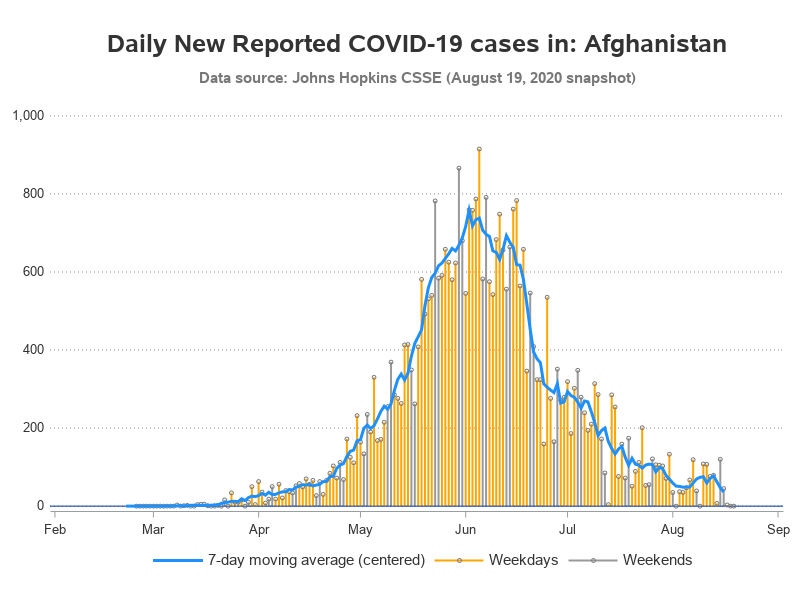 Daily New Reported COVID-19 cases in: Afghanistan
Data source: Johns Hopkins CSSE (August 19, 2020 snapshot)
1,000
800
600
400
200
0
Feb Mar Apr May Jun Jul Aug Sep
7-day moving average (centered) Weekdays Weekends